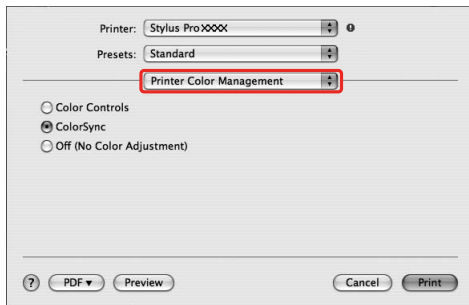 Printer: Stylus Pro XXXX
Presets: Standard
Printer Color Management
Color Controls
ColorSync
Off (No Color Adjustment)
? PDF ▼ Preview Cancel Print